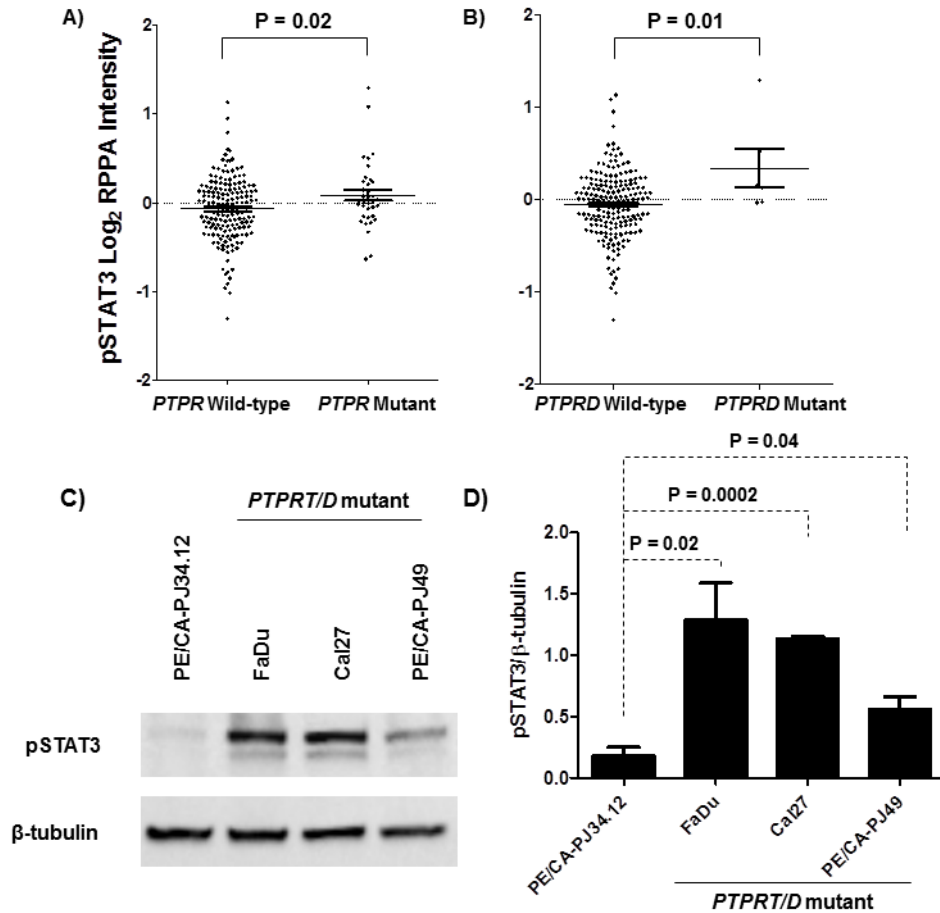 A)
P = 0.02
pSTAT3 Log2 RPPA Intensity
2
1
0
-1
-2
PTPR Wild-type
PTPR Mutant
B)
P = 0.01
2
1
0
-1
-2
PTPRD Wild-type
PTPRD Mutant
C)
PTPRT/D mutant
PE/CA-PJ34.12
FaDu
Cal27
PE/CA-PJ49
pSTAT3
β-tubulin
D)
P = 0.04
P = 0.0002
P = 0.02
pSTAT3/β-tubulin
2.0
1.5
1.0
0.5
0.0
PE/CA-PJ34.12
FaDu
Cal27
PE/CA-PJ49
PTPRT/D mutant